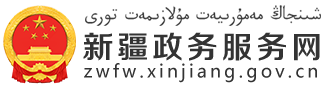 شىنجاڭ مەمۇرىيەت مۇلازىمەت تورى
新疆政务服务网
zwfw.xinjiang.gov.cn